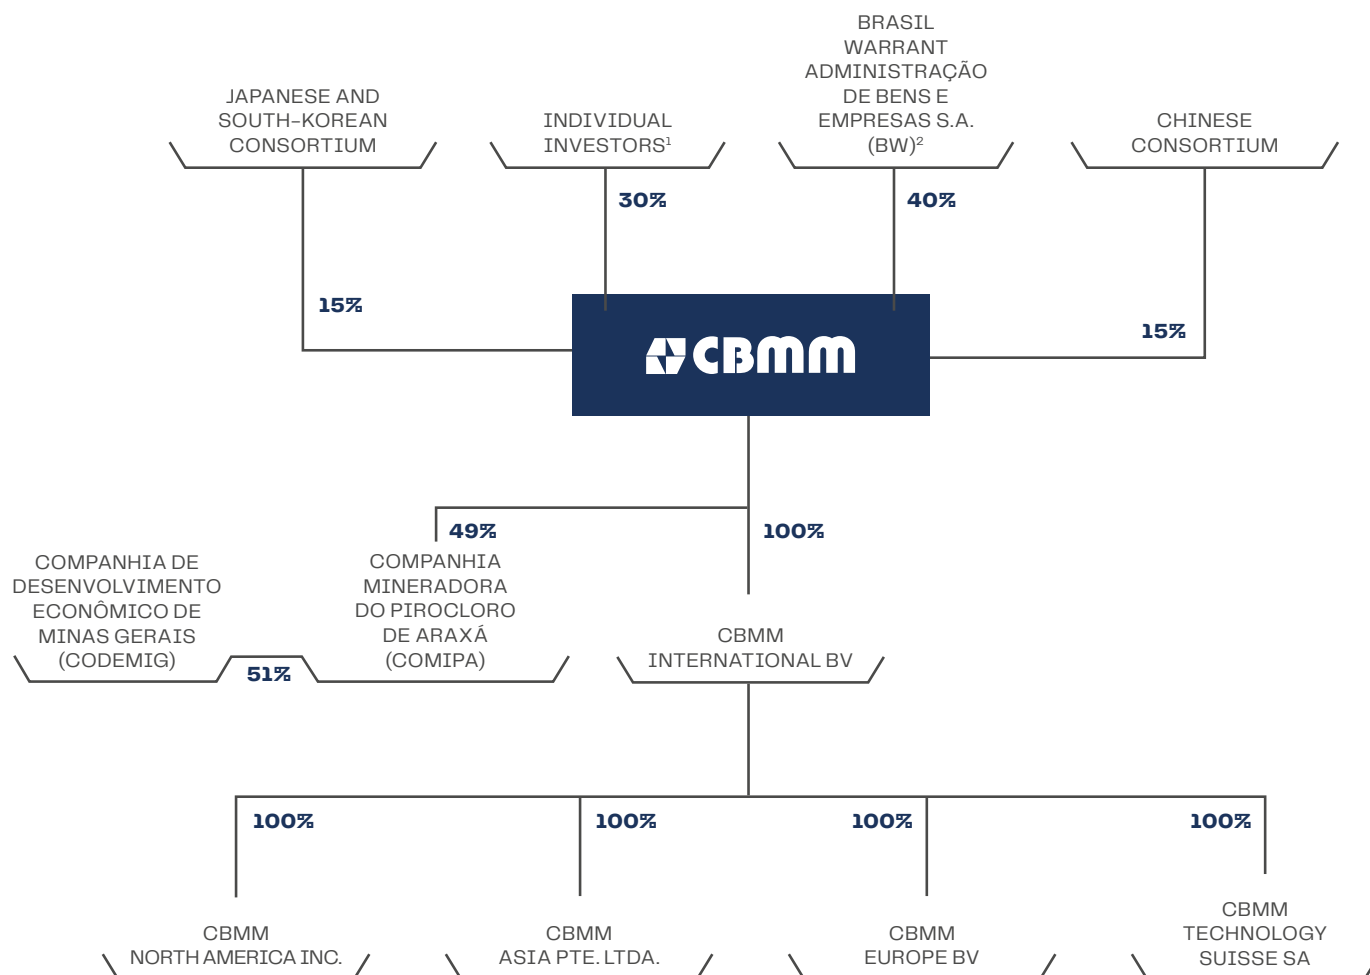 JAPANESE AND
SOUTH-KOREAN
CONSORTIUM
15%
INDIVIDUAL
INVESTORS¹
30%
BRASIL
WARRANT
ADMINISTRAÇÃO
DE BENS E
EMPRESAS S.A.
(BW)²
40%
CHINESE
CONSORTIUM
15%
CBMM
49%
100%
COMPANHIA DE
DESENVOLVIMENTO
ECONÔMICO DE
MINAS GERAIS
(CODEMIG)
51%
COMPANHIA
MINERADORA
DO PIROCLORO
DE ARAXÁ
(COMIPA)
CBMM
INTERNATIONAL BV
100%
100%
100%
100%
CBMM
NORTH AMERICA INC.
CBMM
ASIA PTE. LTDA.
CBMM
EUROPE BV
CBMM
TECHNOLOGY
SUISSE SA